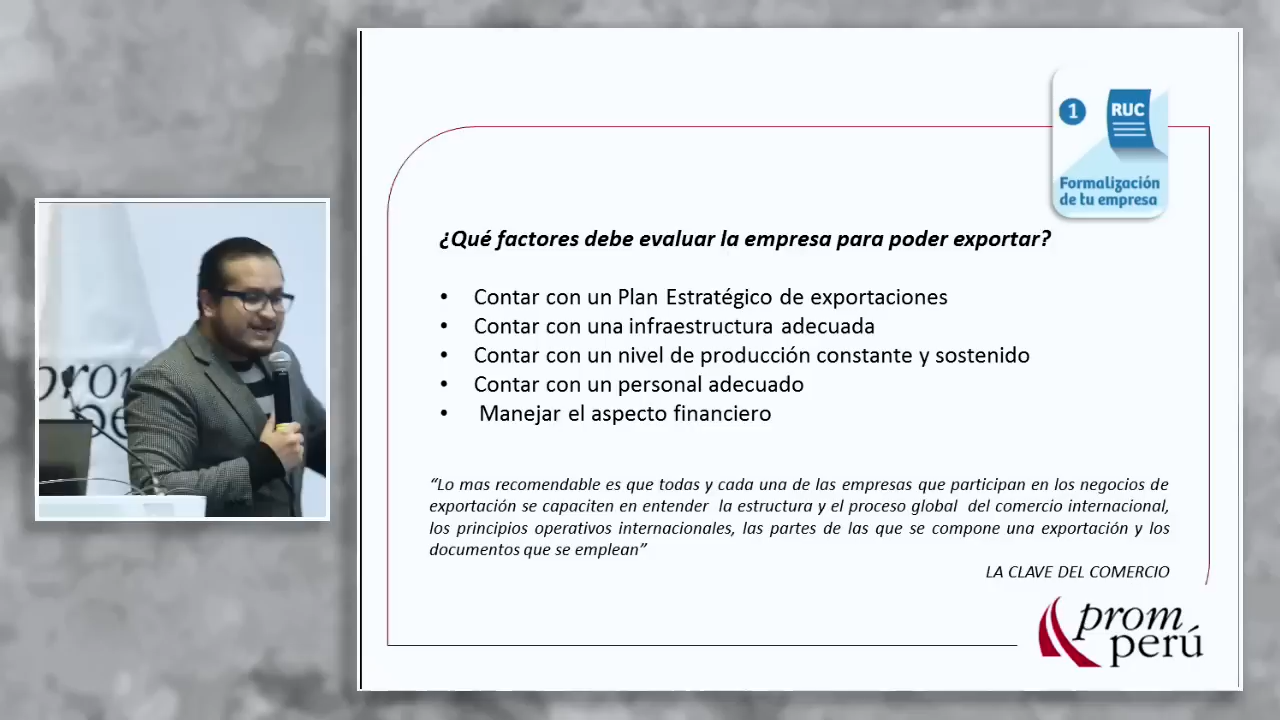 1
RUC
Formalización
de tu empresa
¿Qué factores debe evaluar la empresa para poder exportar?
• Contar con un Plan Estratégico de exportaciones
• Contar con una infraestructura adecuada
• Contar con un nivel de producción constante y sostenido
• Contar con un personal adecuado
• Manejar el aspecto financiero
“Lo mas recomendable es que todas y cada una de las empresas que participan en los negocios de
exportación se capaciten en entender la estructura y el proceso global del comercio internacional,
los principios operativos internacionales, las partes de las que se compone una exportación y los
documentos que se emplean”
LA CLAVE DEL COMERCIO
prom
perú
prom
pe